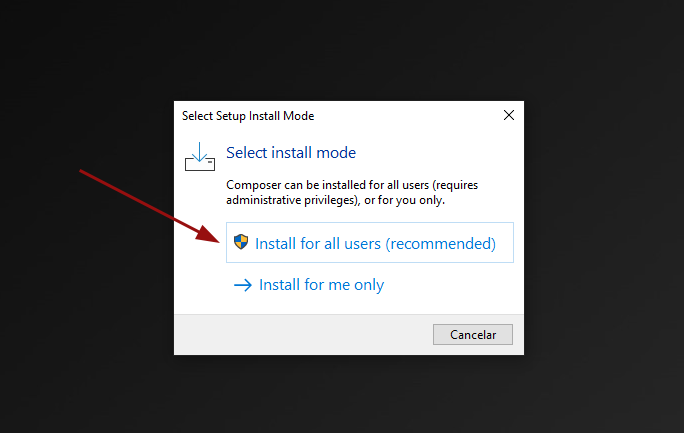 Select Setup Install Mode
Select install mode
Composer can be installed for all users (requires
administrative privileges), or for you only.
Install for all users (recommended)
Install for me only
Cancelar